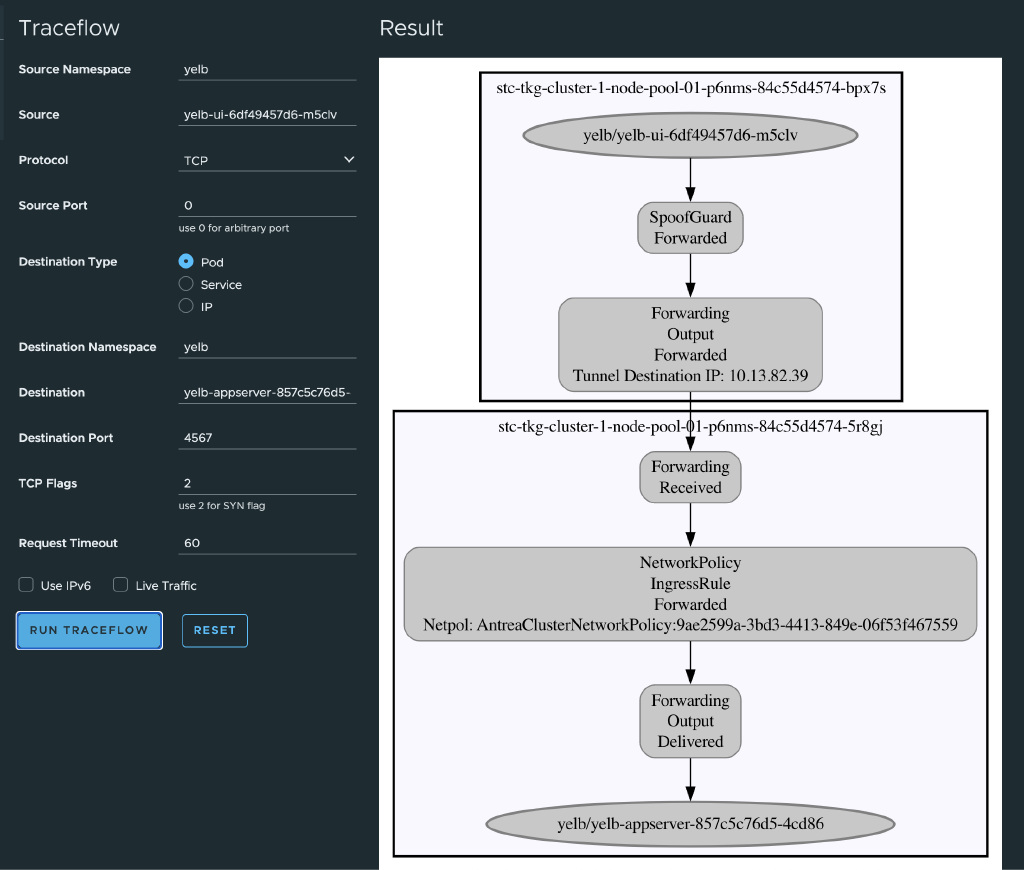 Traceflow
Source Namespace
yelb
Source
yelb-ui-6df49457d6-m5clv
Protocol
TCP
Source Port
0
use 0 for arbitrary port
Destination Type
Pod
Service
IP
Destination Namespace
yelb
Destination
yelb-appserver-857c5c76d5-
Destination Port
4567
TCP Flags
2
use 2 for SYN flag
Request Timeout
60
Use IPv6
Live Traffic
RUN TRACEFLOW
RESET
Result
stc-tkg-cluster-1-node-pool-01-p6nms-84c55d4574-bpx7s
yelb/yelb-ui-6df49457d6-m5clv
SpoofGuard
Forwarded
Forwarding
Output
Forwarded
Tunnel Destination IP: 10.13.82.39
stc-tkg-cluster-1-node-pool-01-p6nms-84c55d4574-5r8gj
Forwarding
Received
NetworkPolicy
IngressRule
Forwarded
Netpol: AntreaClusterNetworkPolicy:9ae2599a-3bd3-4413-849e-06f53f467559
Forwarding
Output
Delivered
yelb/yelb-appserver-857c5c76d5-4cd86